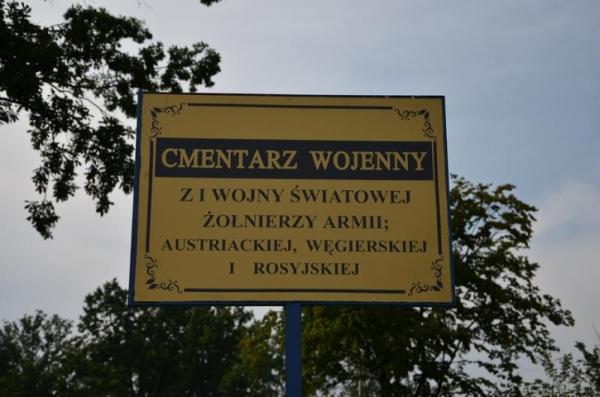 CMENTARZ WOJENNY
Z I WOJNY ŚWIATOWEJ
ŻOŁNIERZY ARMII;
AUSTRIACKIEJ, WĘGIERSKIEJ
I ROSYJSKIEJ